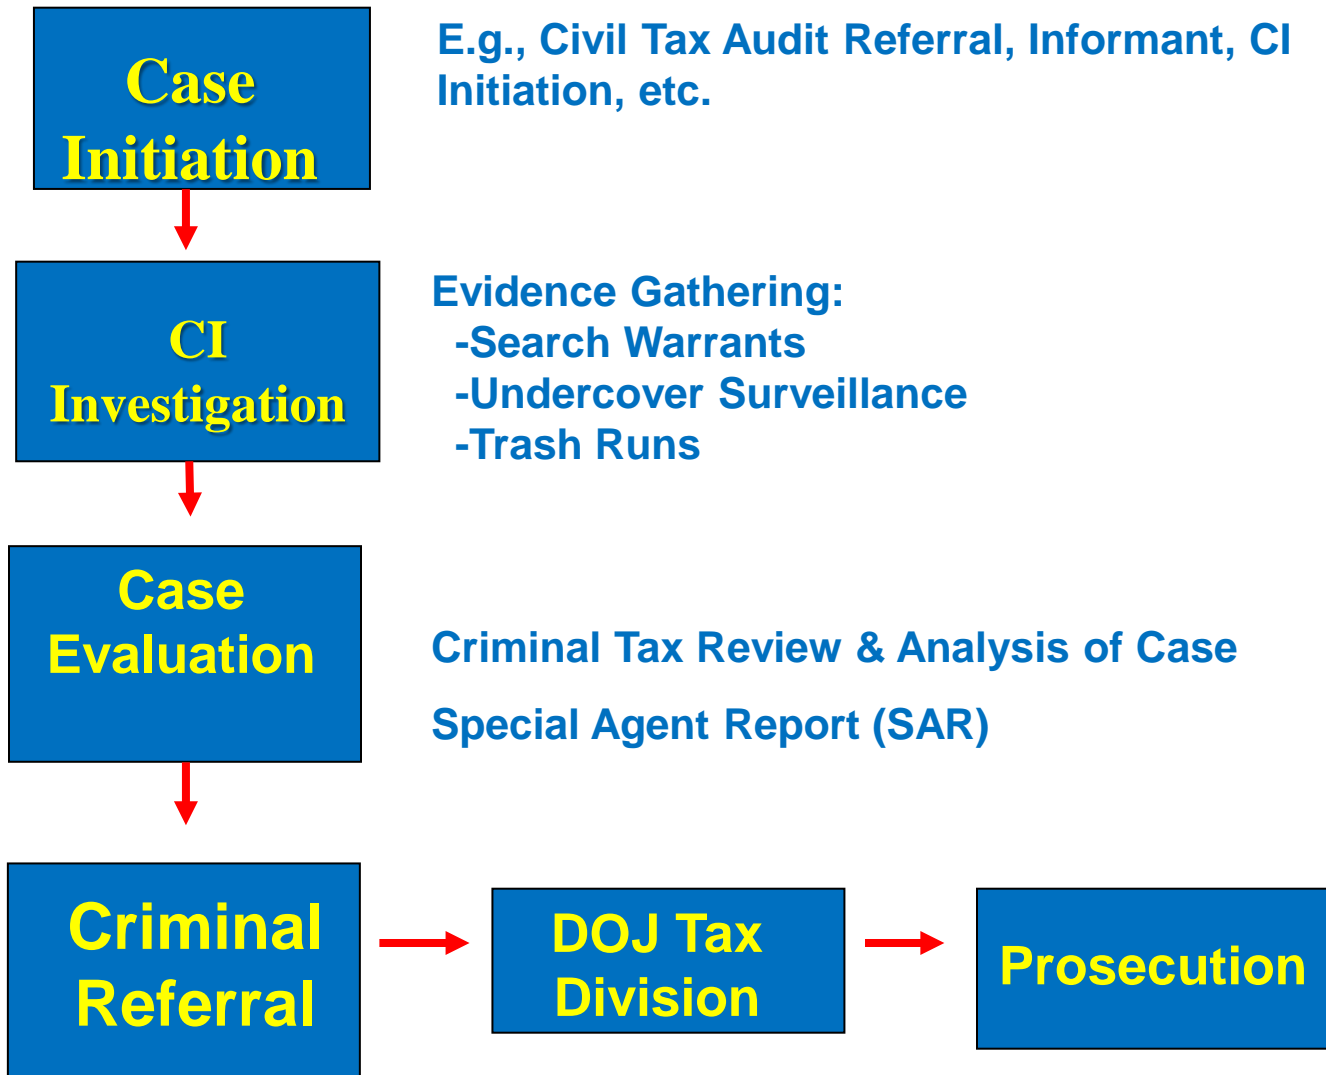 Case
Initiation
E.g., Civil Tax Audit Referral, Informant, CI
Initiation, etc.
CI
Investigation
Evidence Gathering:
-Search Warrants
-Undercover Surveillance
-Trash Runs
Case
Evaluation
Criminal Tax Review & Analysis of Case
Special Agent Report (SAR)
Criminal
Referral
DOJ Tax
Division
Prosecution